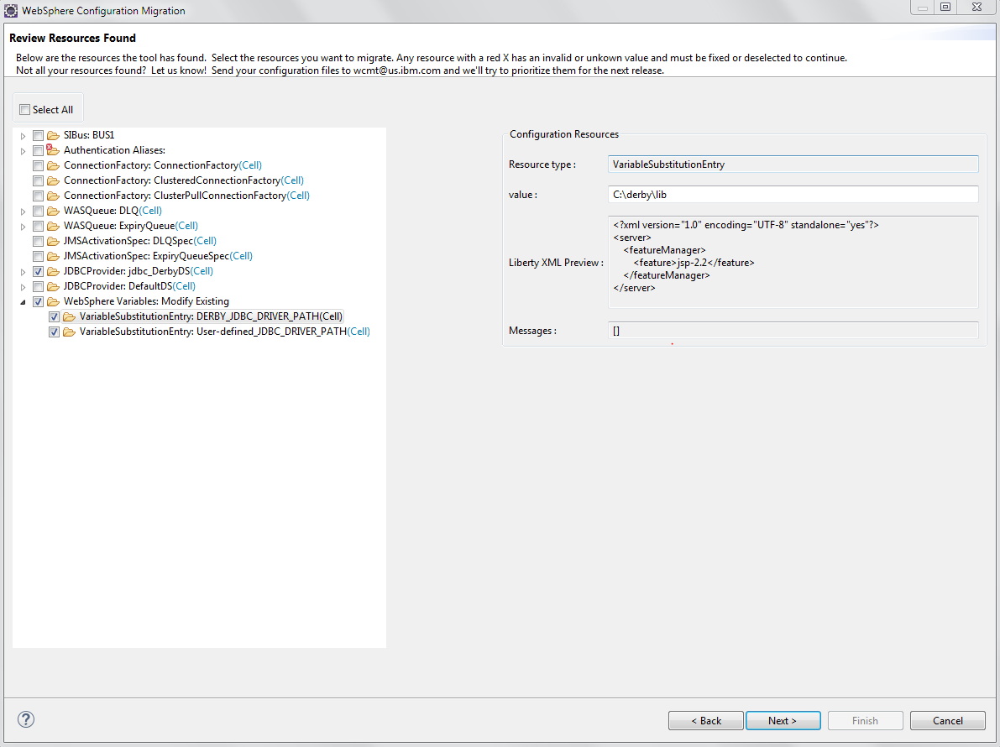 WebSphere Configuration Migration
Review Resources Found
Below are the resources the tool has found.  Select the resources you want to migrate. Any resource with a red X has an invalid or unkown value and must be fixed or deselected to continue.
Not all your resources found?  Let us know!  Send your configuration files to wcmt@us.ibm.com and we'll try to prioritize them for the next release.
Select All
SIBus: BUS1
Authentication Aliases:
ConnectionFactory: ConnectionFactory(Cell)
ConnectionFactory: ClusteredConnectionFactory(Cell)
ConnectionFactory: ClusterPullConnectionFactory(Cell)
WASQueue: DLQ(Cell)
WASQueue: ExpiryQueue(Cell)
JMSActivationSpec: DLQSpec(Cell)
JMSActivationSpec: ExpiryQueueSpec(Cell)
JDBCProvider: jdbc_DerbyDS(Cell)
JDBCProvider: DefaultDS(Cell)
WebSphere Variables: Modify Existing
VariableSubstitutionEntry: DERBY_JDBC_DRIVER_PATH(Cell)
VariableSubstitutionEntry: User-defined_JDBC_DRIVER_PATH(Cell)
Configuration Resources
Resource type : VariableSubstitutionEntry
value : C:\derby\lib
Liberty XML Preview :
<?xml version="1.0" encoding="UTF-8" standalone="yes"?>
<server>
    <featureManager>
        <feature>jsp-2.2</feature>
    </featureManager>
</server>
Messages : []
?
< Back
Next >
Finish
Cancel